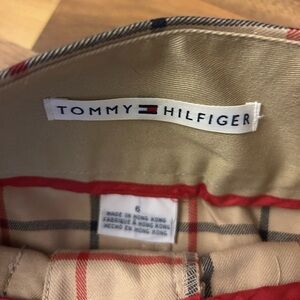 TOMMY HILFIGER
6
MADE IN HONG KONG
FABRIQUÉ À HONG KONG
HECHO EN HONG KONG